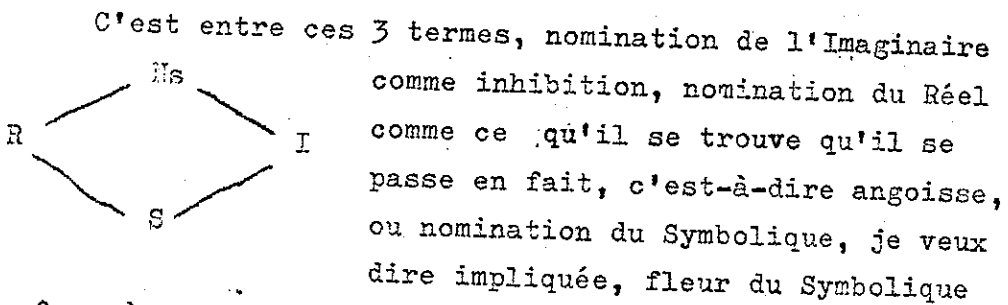 C'est entre ces 3 termes, nomination de l'Imaginaire
Ns
comme inhibition, nomination du Réel
R
I
comme ce qu'il se trouve qu'il se
passe en fait, c'est-à-dire angoisse,
S
ou nomination du Symbolique, je veux
dire impliquée, fleur du Symbolique